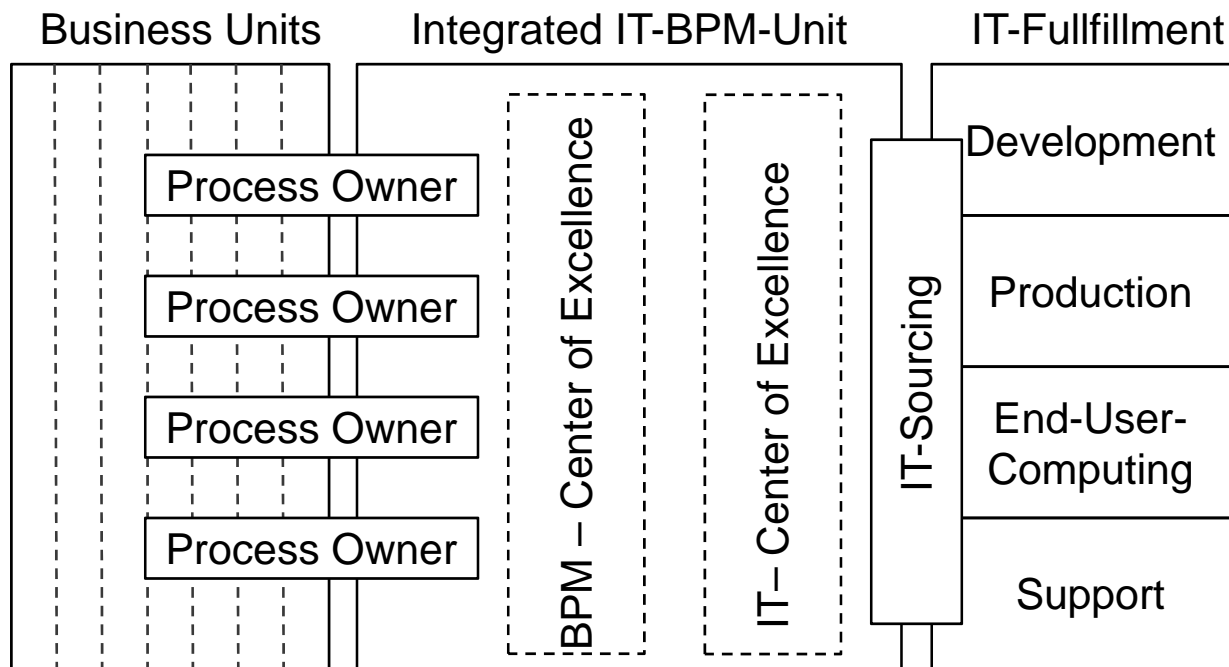 Business Units
Integrated IT-BPM-Unit
IT-Fullfillment
Process Owner
Process Owner
Process Owner
Process Owner
BPM – Center of Excellence
IT– Center of Excellence
IT-Sourcing
Development
Production
End-User-
Computing
Support